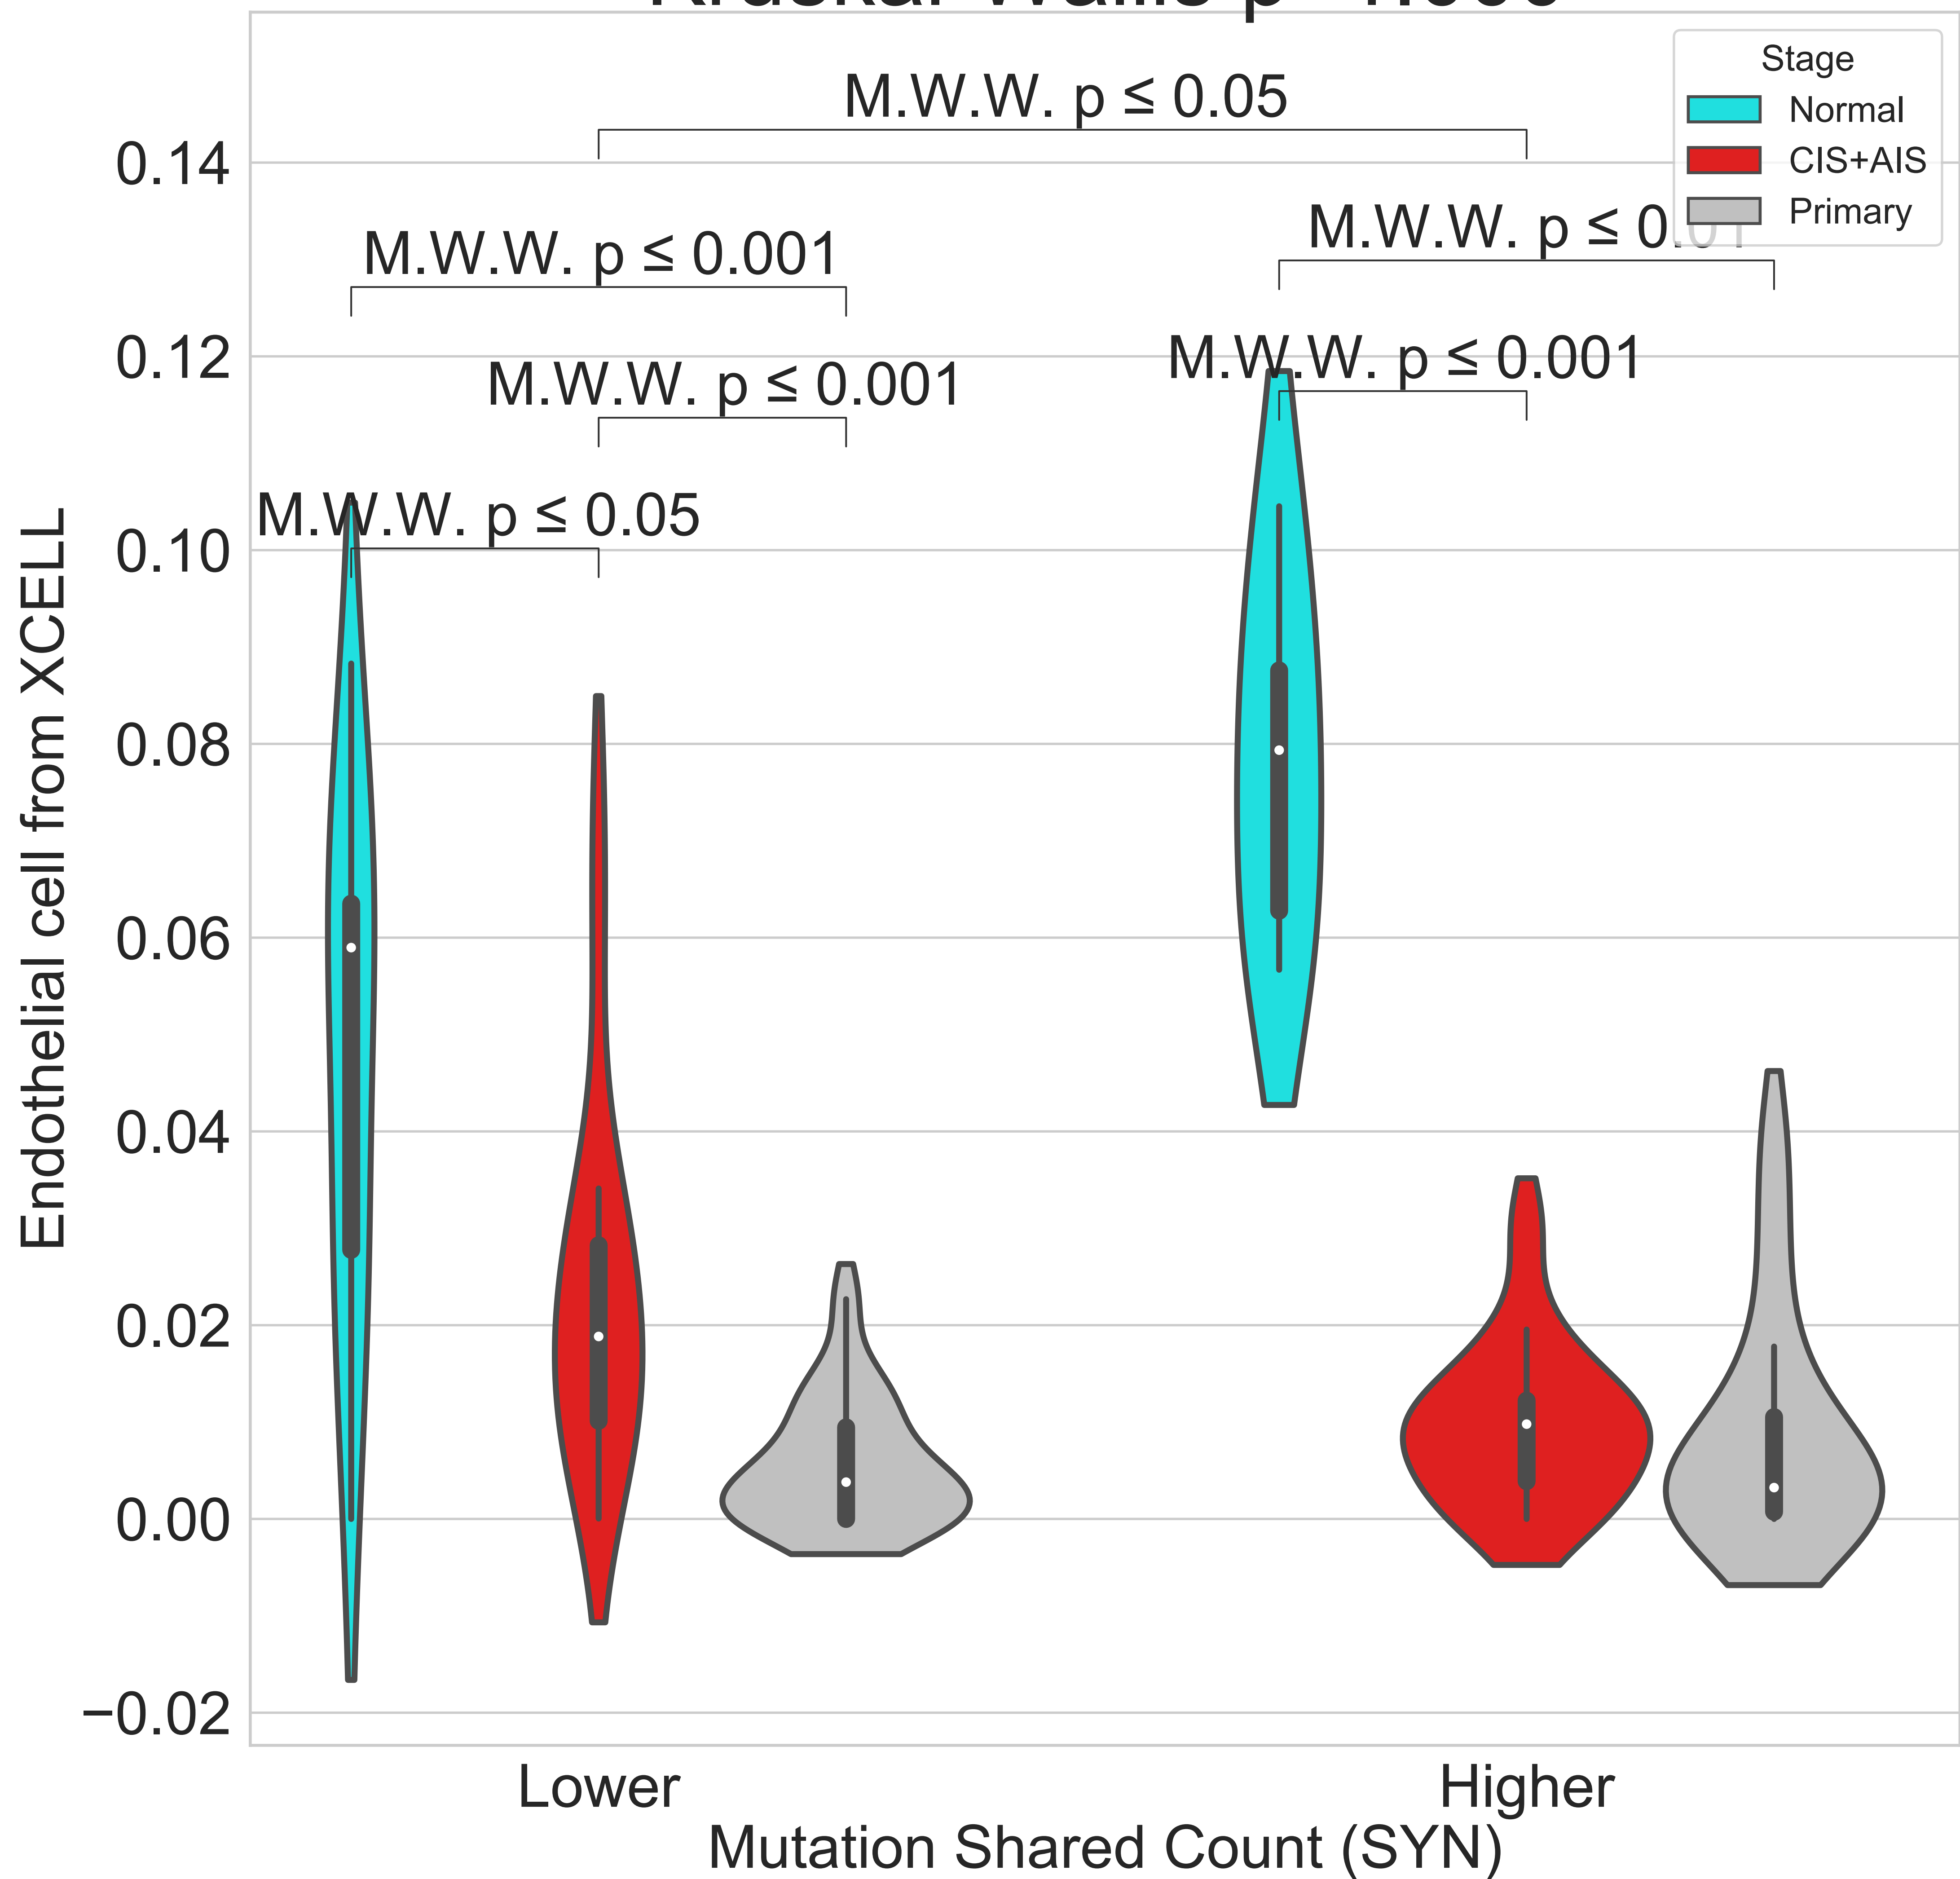 M.W.W. p ≤ 0.05
Stage
Normal
CIS+AIS
Primary
M.W.W. p ≤ 0.01
M.W.W. p ≤ 0.001
M.W.W. p ≤ 0.001
M.W.W. p ≤ 0.001
M.W.W. p ≤ 0.05
0.14
0.12
0.10
0.08
0.06
0.04
0.02
0.00
−0.02
Endothelial cell from XCELL
Lower
Higher
Mutation Shared Count (SYN)